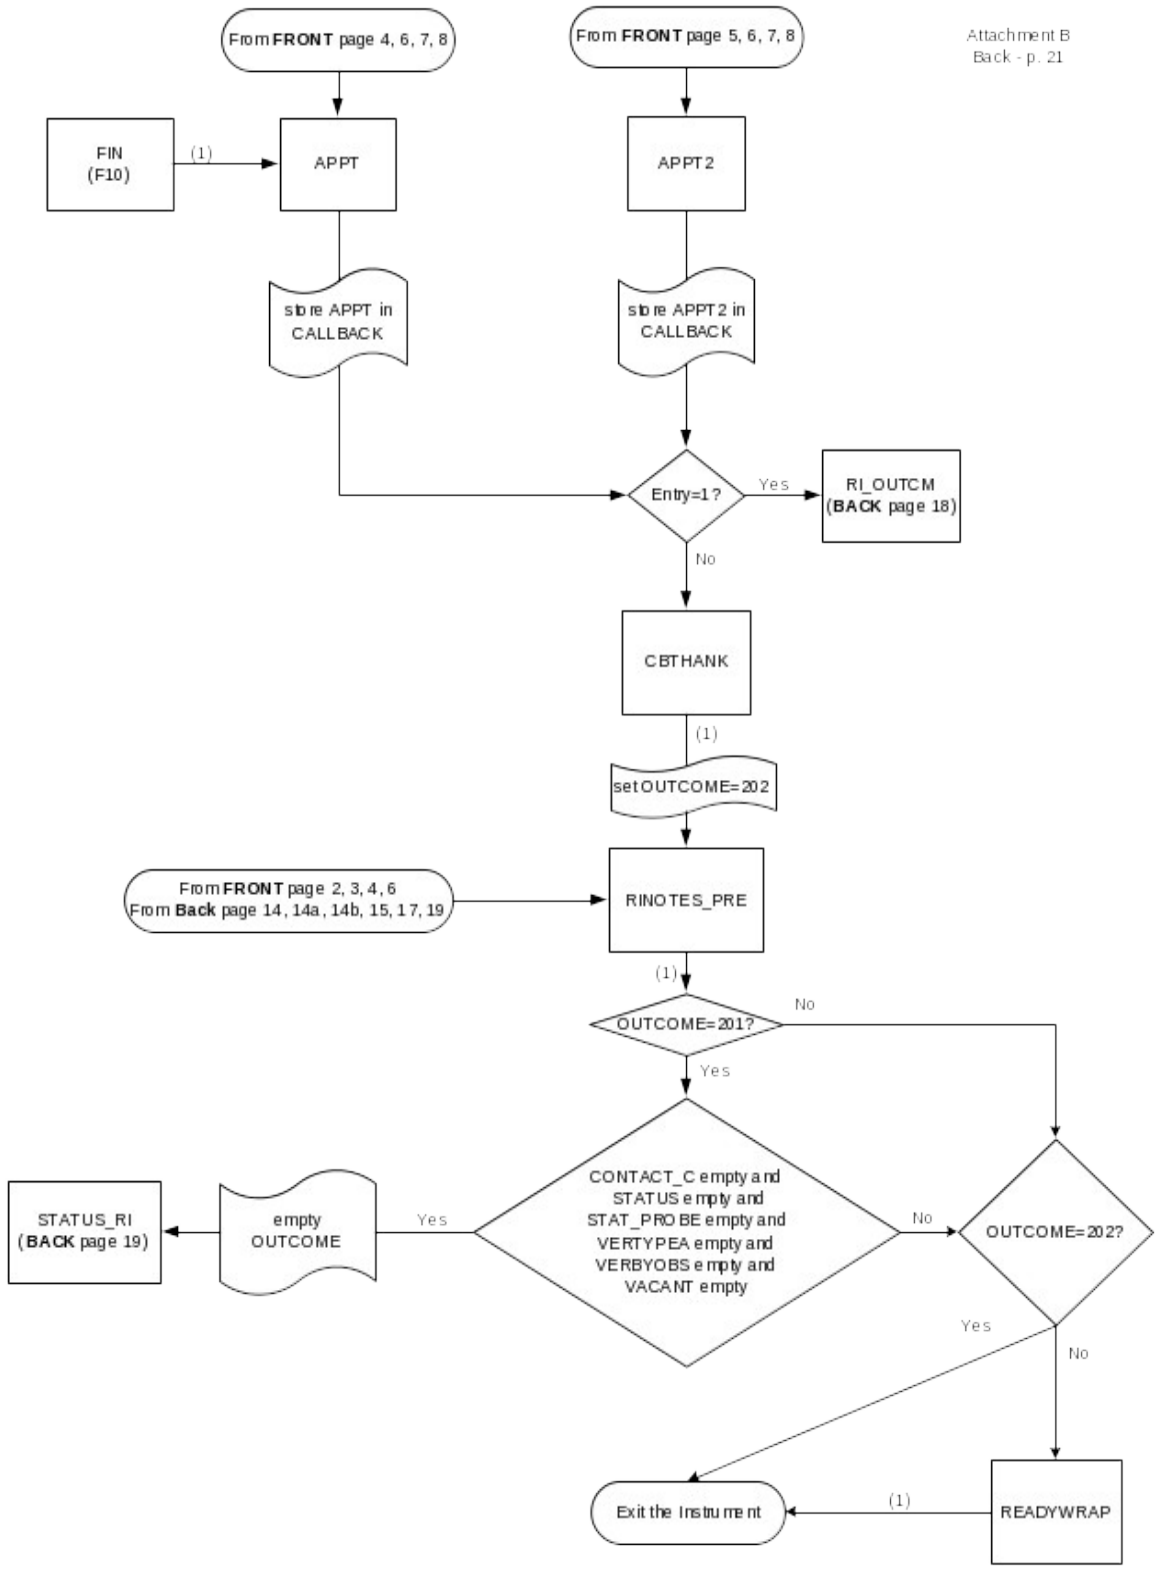 From FRONT page 4, 6, 7, 8
From FRONT page 5, 6, 7, 8
Attachment B
Back - p. 21
FIN
(F10)
(1)
APPT
APPT2
store APPT in
CALLBACK
store APPT2 in
CALLBACK
Entry=1?
Yes
RI_OUTCM
(BACK page 18)
No
CBTHANK
(1)
set OUTCOME=202
From FRONT page 2, 3, 4, 6
From Back page 14, 14a, 14b, 15, 17, 19
RINOTES_PRE
(1)
OUTCOME=201?
No
Yes
CONTACT_C empty and
STATUS empty and
STAT_PROBE empty and
VERTYPEA empty and
VERBYOBS empty and
VACANT empty
Yes
empty
OUTCOME
STATUS_RI
(BACK page 19)
No
OUTCOME=202?
Yes
No
READYWRAP
(1)
Exit the Instrument